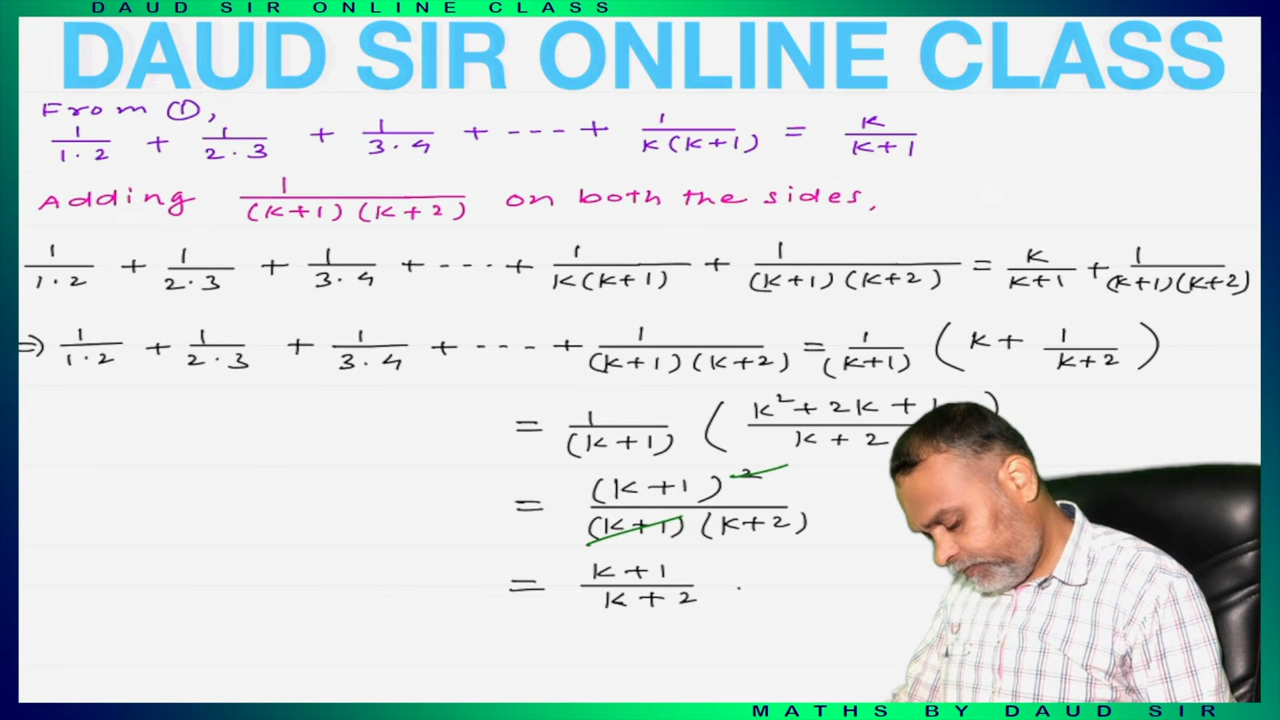 DAUD SIR ONLINE CLASS
DAUD SIR ONLINE CLASS
From ①,
1/(1·2) + 1/(2·3) + 1/(3·4) + ---- + 1/(k(k+1)) = k/(k+1)
Adding 1/((k+1)(k+2)) on both the sides,
1/(1·2) + 1/(2·3) + 1/(3·4) + ---- + 1/(k(k+1)) + 1/((k+1)(k+2)) = k/(k+1) + 1/((k+1)(k+2))
⇒ 1/(1·2) + 1/(2·3) + 1/(3·4) + ---- + 1/((k+1)(k+2)) = 1/(k+1) (k + 1/(k+2))
= 1/(k+1) ((k²+2k+1)/(k+2))
= (k+1)²/((k+1)(k+2))
= (k+1)/(k+2) .
MATHS BY DAUD SIR